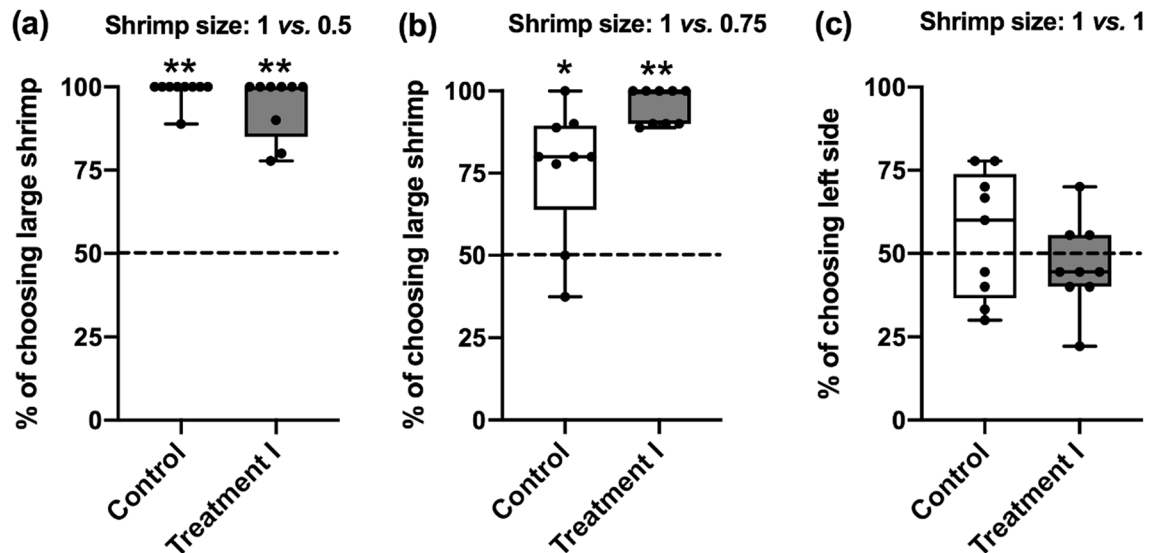 (a) Shrimp size: 1 vs. 0.5
% of choosing large shrimp
**
**
100
75
50
25
0
Control
Treatment I
(b) Shrimp size: 1 vs. 0.75
% of choosing large shrimp
*
**
100
75
50
25
0
Control
Treatment I
(c) Shrimp size: 1 vs. 1
% of choosing left side
100
75
50
25
0
Control
Treatment I